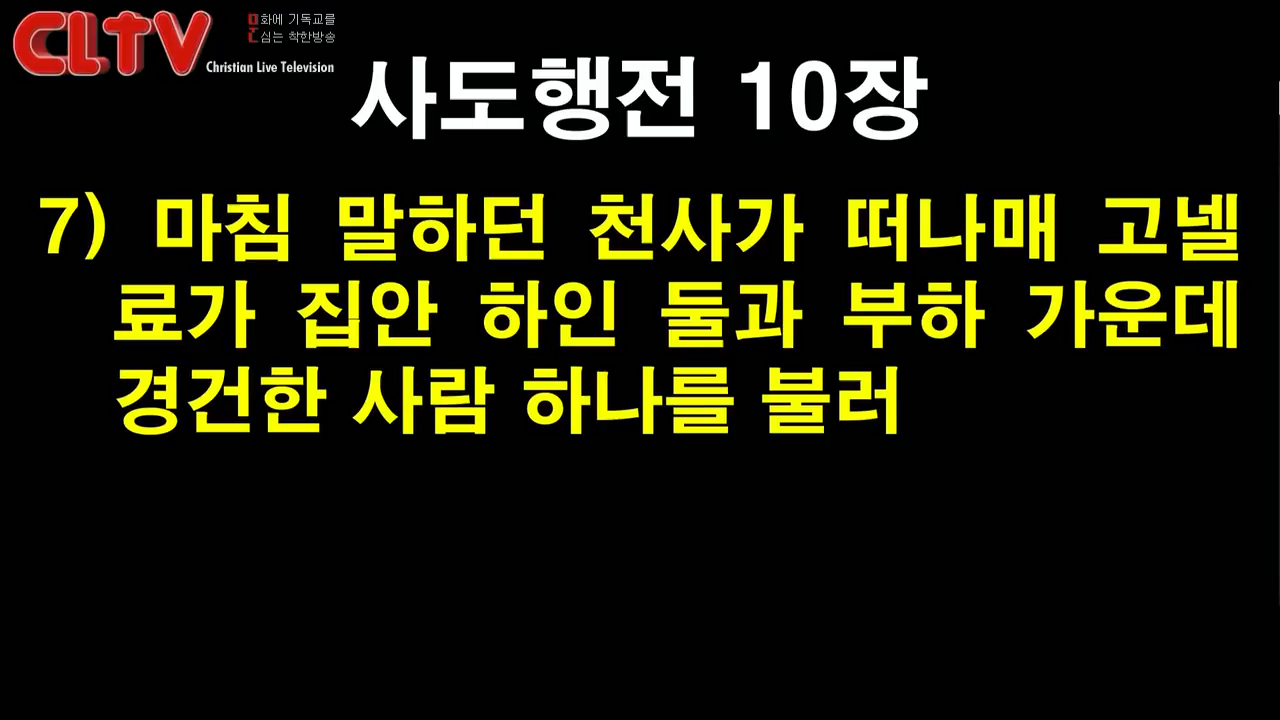 CLTV
문화에 기독교를
심는 착한방송
Christian Live Television
사도행전 10장
7) 마침 말하던 천사가 떠나매 고넬
료가 집안 하인 둘과 부하 가운데
경건한 사람 하나를 불러